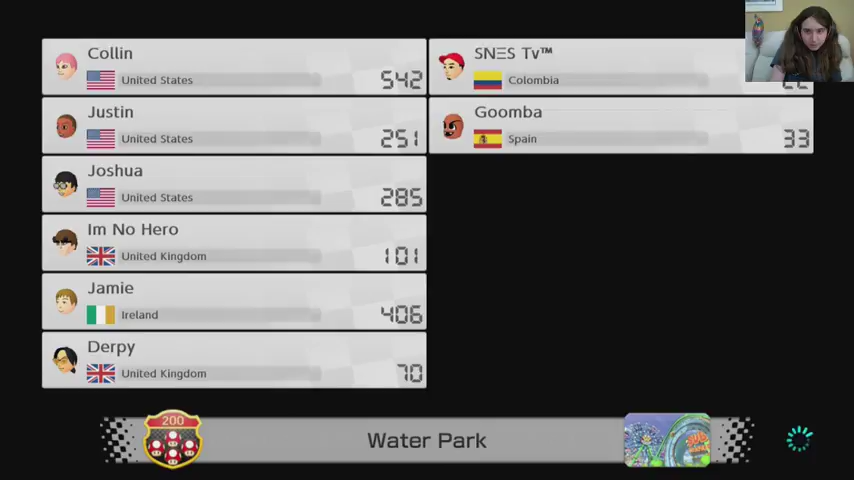 Collin
United States
542
Justin
United States
251
Joshua
United States
285
Im No Hero
United Kingdom
101
Jamie
Ireland
406
Derpy
United Kingdom
70
SNΞS Tv™
Colombia
Goomba
Spain
33
200
Water Park